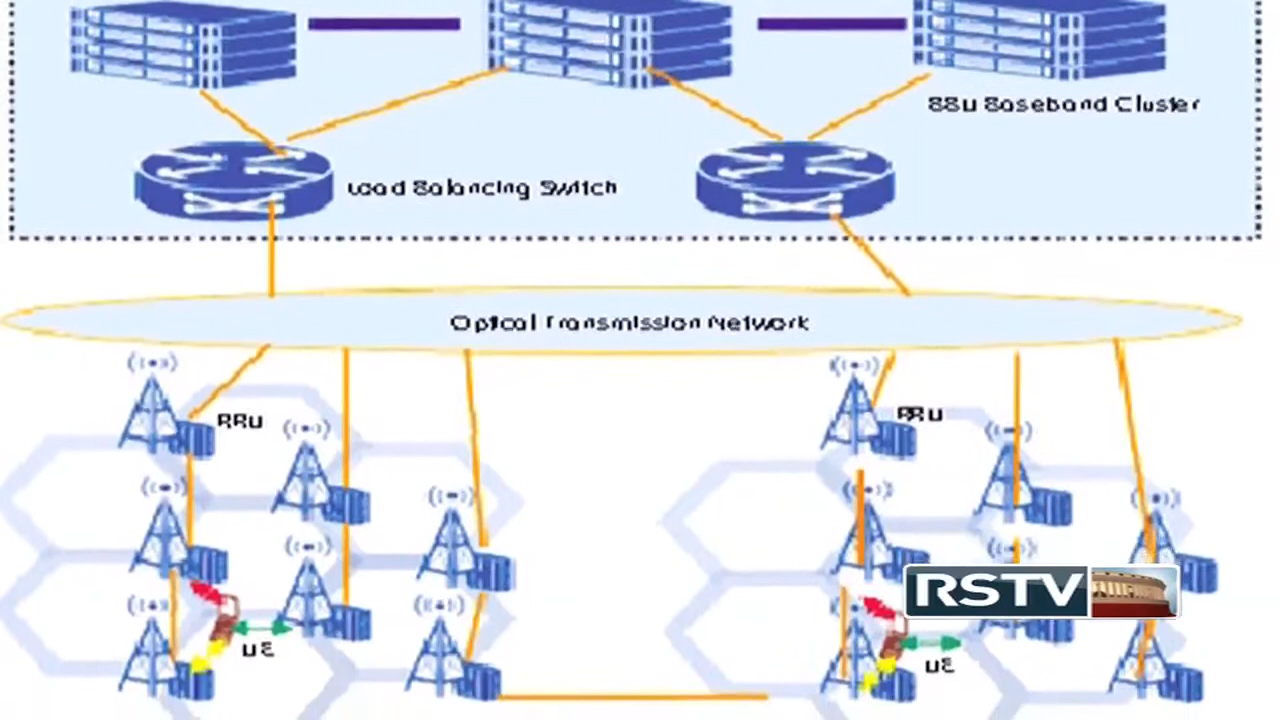 BBU Baseband Cluster
Load Balancing Switch
Optical Transmission Network
RRU
RRU
RSTV
UE
UE